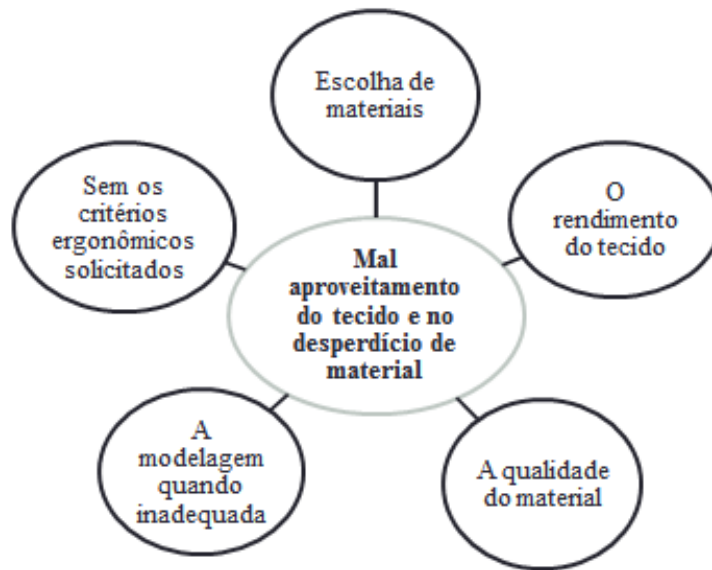 Escolha de
materiais
Sem os
critérios
ergonômicos
solicitados
O
rendimento
do tecido
Mal
aproveitamento
do tecido e no
desperdício de
material
A
modelagem
quando
inadequada
A qualidade
do material